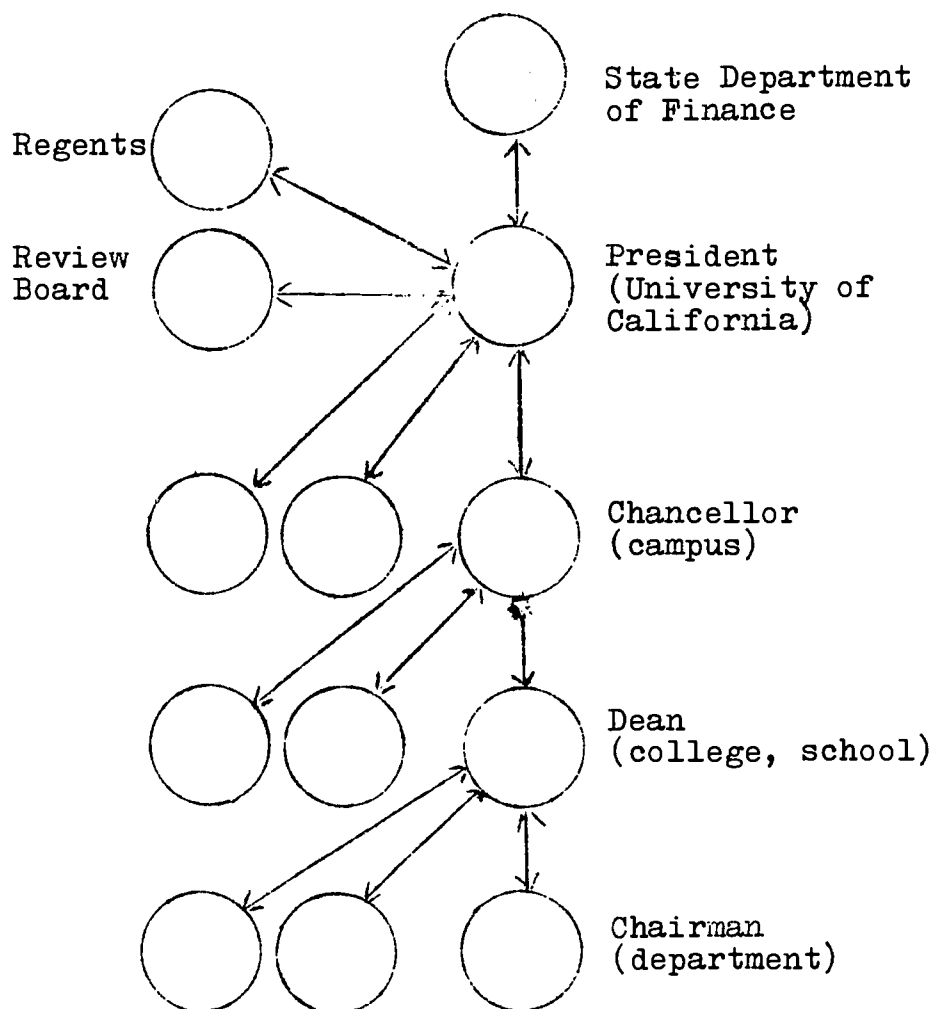 State Department
of Finance
Regents
Review
Board
President
(University of
California)
Chancellor
(campus)
Dean
(college, school)
Chairman
(department)